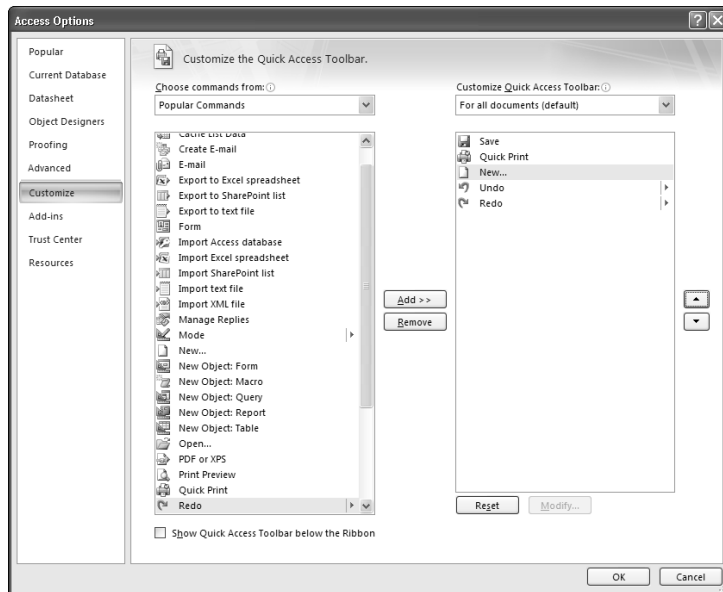 Access Options
Popular
Current Database
Datasheet
Object Designers
Proofing
Advanced
Customize
Add-ins
Trust Center
Resources
Customize the Quick Access Toolbar.
Choose commands from:
Popular Commands
Cache List Data
Create E-mail
E-mail
Export to Excel spreadsheet
Export to SharePoint list
Export to text file
Form
Import Access database
Import Excel spreadsheet
Import SharePoint list
Import text file
Import XML file
Manage Replies
Mode
New...
New Object: Form
New Object: Macro
New Object: Query
New Object: Report
New Object: Table
Open...
PDF or XPS
Print Preview
Quick Print
Redo
Show Quick Access Toolbar below the Ribbon
Add >>
Remove
Customize Quick Access Toolbar:
For all documents (default)
Save
Quick Print
New...
Undo
Redo
Reset
Modify...
OK
Cancel